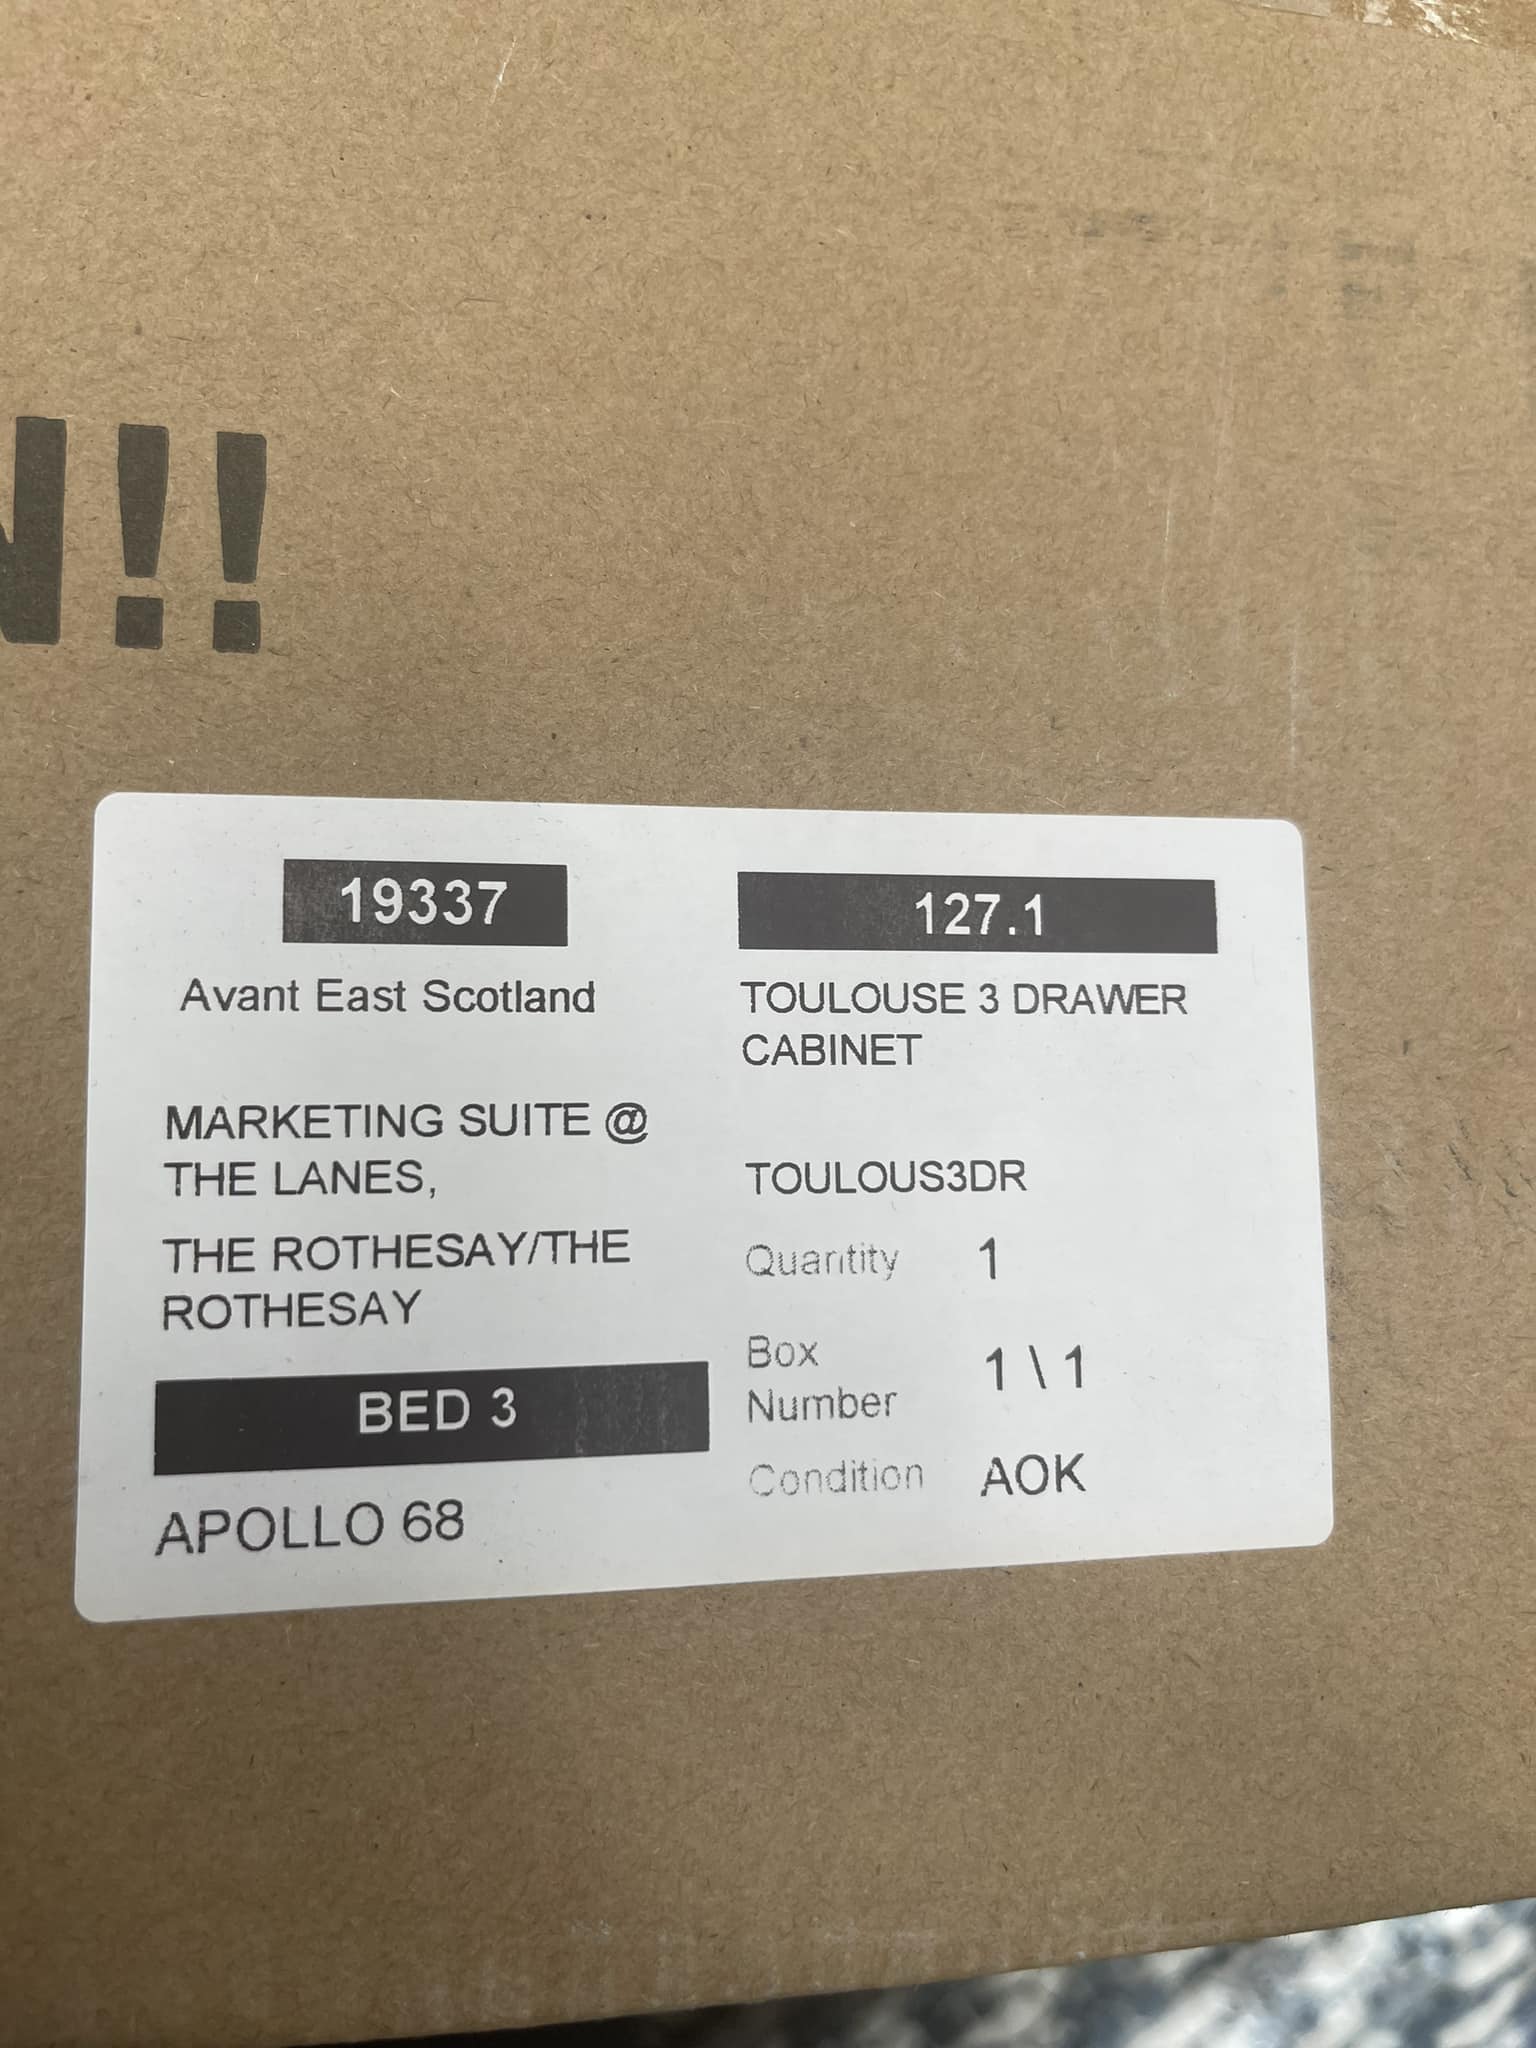 N!!
19337
Avant East Scotland
MARKETING SUITE @
THE LANES,
THE ROTHESAY/THE
ROTHESAY
BED 3
APOLLO 68
127.1
TOULOUSE 3 DRAWER
CABINET
TOULOUS3DR
Quantity 1
Box
Number 1 \ 1
Condition AOK